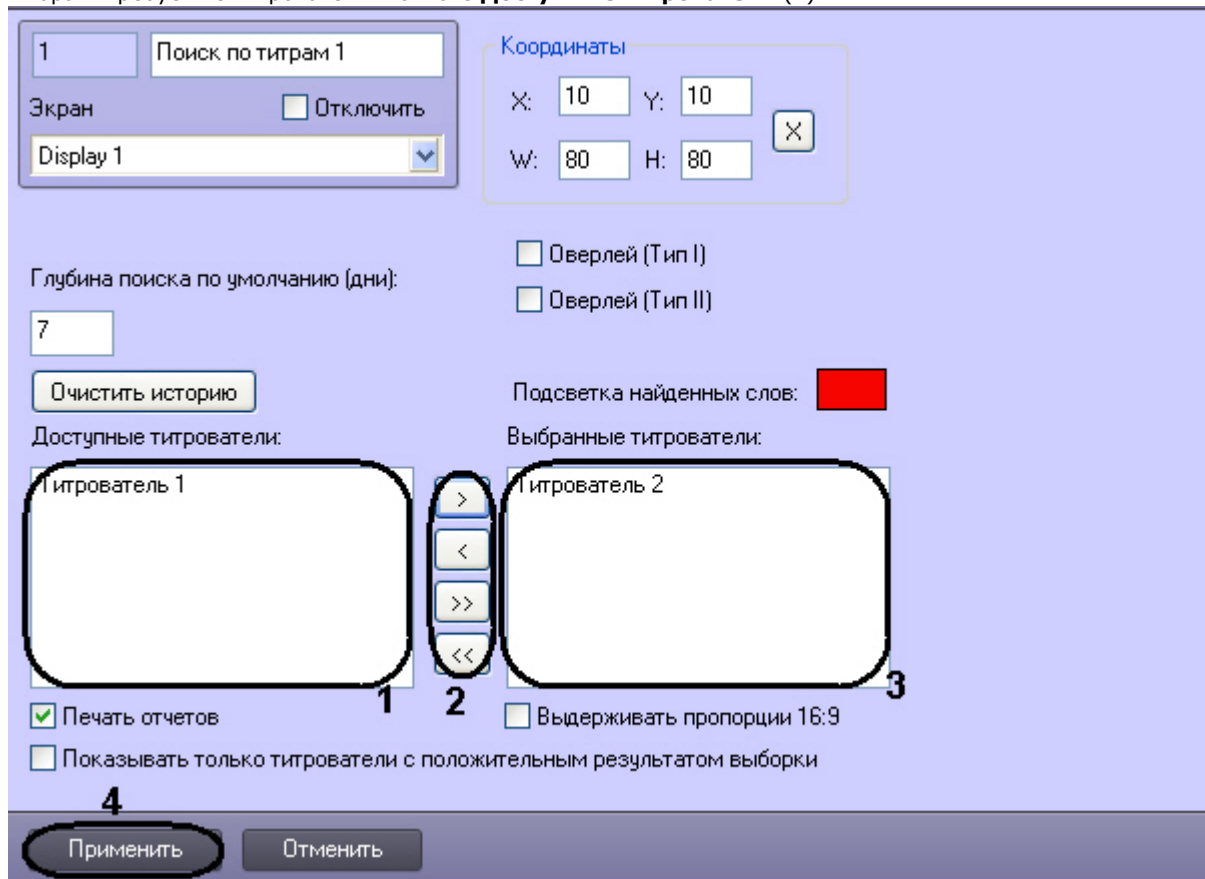 1 Поиск по титрам 1
Экран Отключить
Display 1
Координаты
X: 10 Y: 10
X
W: 80 H: 80
Оверлей (Тип I)
Глубина поиска по умолчанию (дни):
Оверлей (Тип II)
7
Очистить историю Подсветка найденных слов:
Доступные титрователи: Выбранные титрователи:
Титрователь 1 > Титрователь 2
<
>>
<<
1 2 3
Печать отчетов Выдерживать пропорции 16:9
Показывать только титрователи с положительным результатом выборки
4
Применить Отменить